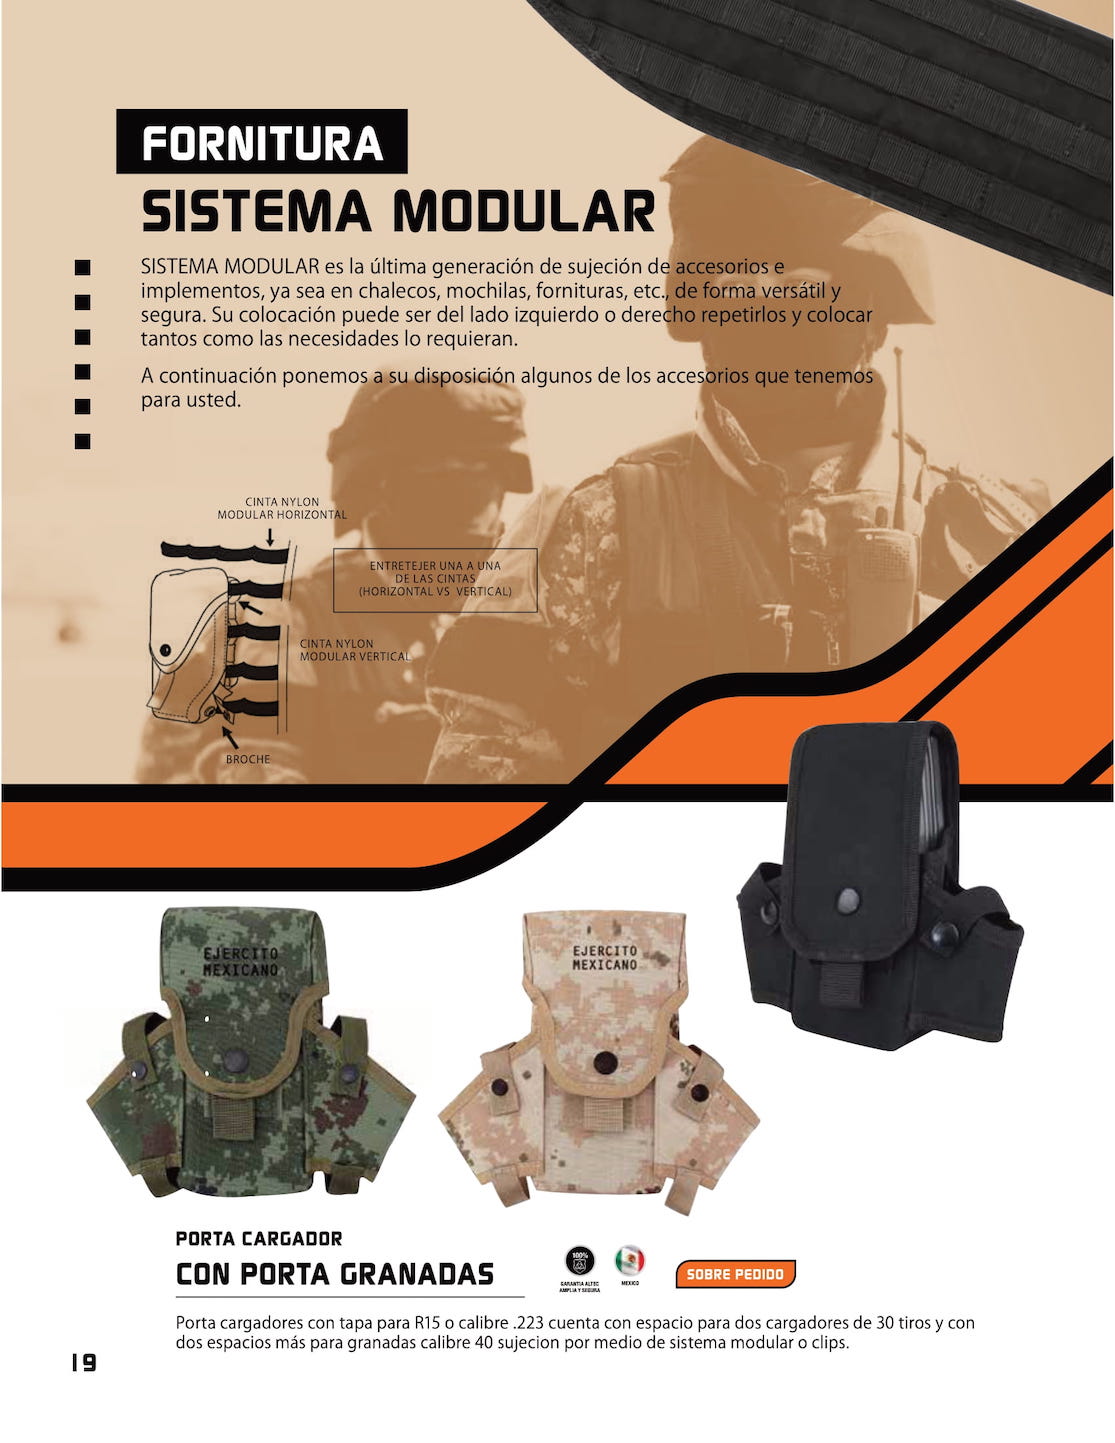 FORNITURA
SISTEMA MODULAR
SISTEMA MODULAR es la última generación de sujeción de accesorios e
implementos, ya sea en chalecos, mochilas, fornituras, etc., de forma versátil y
segura. Su colocación puede ser del lado izquierdo o derecho repetirlos y colocar
tantos como las necesidades lo requieran.
A continuación ponemos a su disposición algunos de los accesorios que tenemos
para usted.
CINTA NYLON
MODULAR HORIZONTAL
ENTRETEJER UNA A UNA
DE LAS CINTAS
(HORIZONTAL VS VERTICAL)
CINTA NYLON
MODULAR VERTICAL
BROCHE
EJERCITO
MEXICANO
EJERCITO
MEXICANO
PORTA CARGADOR
CON PORTA GRANADAS
100%
GARANTIA ALTEC
AMPLIA Y SEGURA
MEXICO
SOBRE PEDIDO
Porta cargadores con tapa para R15 o calibre .223 cuenta con espacio para dos cargadores de 30 tiros y con
dos espacios más para granadas calibre 40 sujecion por medio de sistema modular o clips.
19